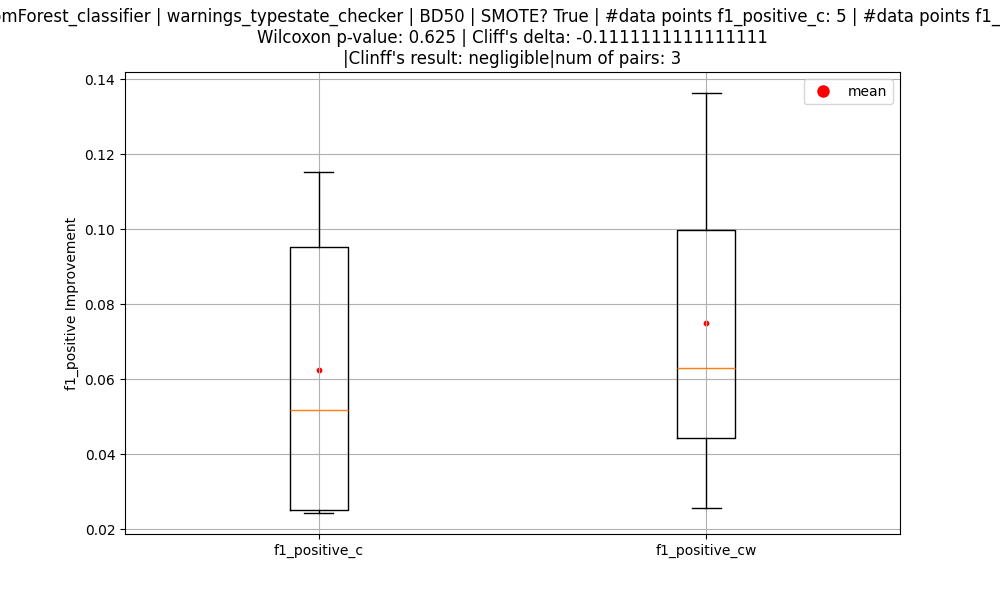 omForest_classifier | warnings_typestate_checker | BD50 | SMOTE? True | #data points f1_positive_c: 5 | #data points f1_
Wilcoxon p-value: 0.625 | Cliff's delta: -0.1111111111111111
|Clinff's result: negligible|num of pairs: 3
0.14
mean
0.12
0.10
0.08
f1_positive Improvement
0.06
0.04
0.02
f1_positive_c
f1_positive_cw